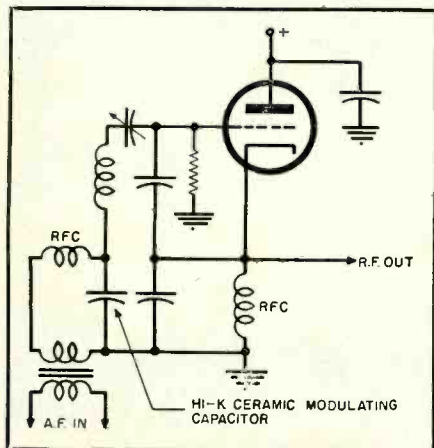 +
RFC
R.F. OUT
RFC
A.F. IN
HI-K CERAMIC MODULATING
CAPACITOR